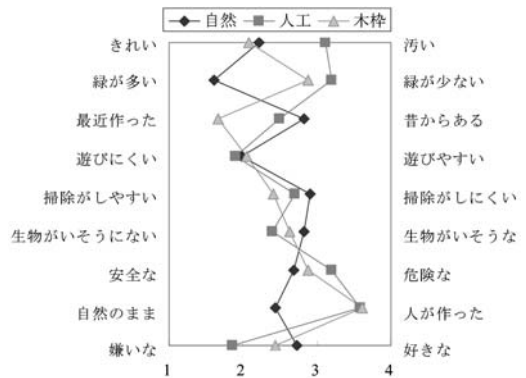 自然 人工 木枠
きれい 汚い
緑が多い 緑が少ない
最近作った 昔からある
遊びにくい 遊びやすい
掃除がしやすい 掃除がしにくい
生物がいそうにない 生物がいそうな
安全な 危険な
自然のまま 人が作った
嫌いな 好きな
1 2 3 4